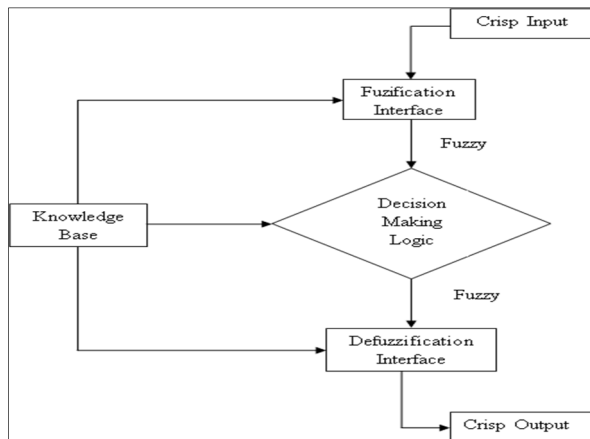 Crisp Input
Fuzification
Interface
Fuzzy
Knowledge
Base
Decision
Making
Logic
Fuzzy
Defuzzification
Interface
Crisp Output